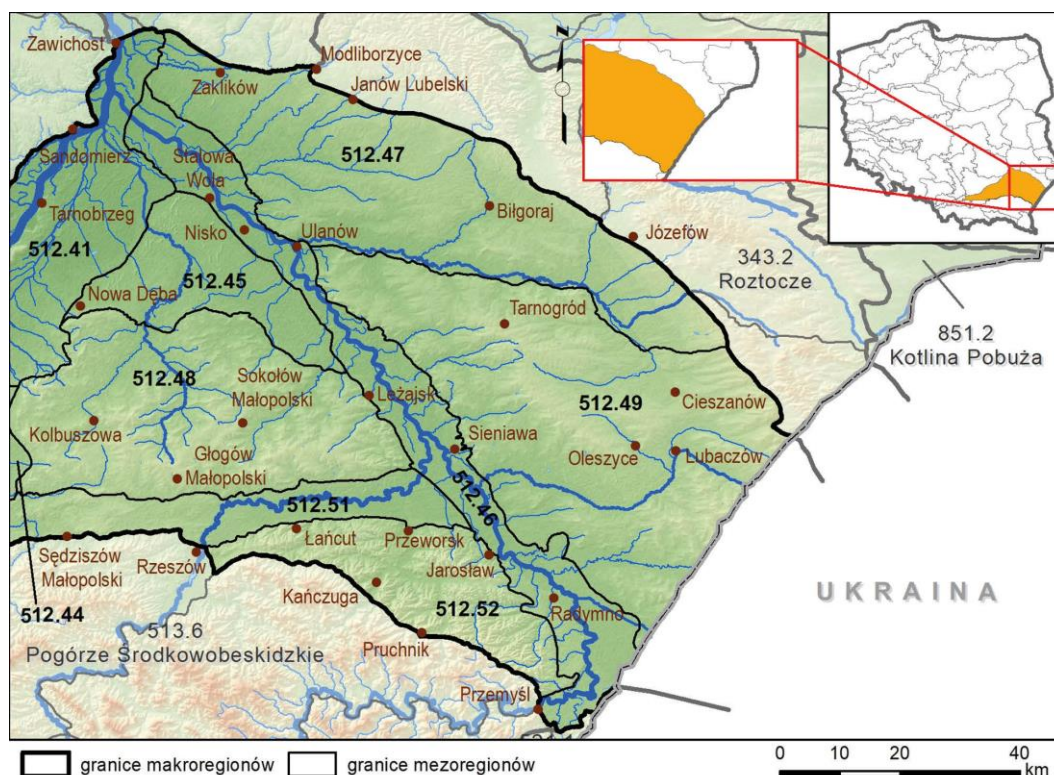 Zawichost
Modliborzyce
Zaklików
Janów Lubelski
Sandomierz
Stalowa
Wola
512.47
Tarnobrzeg
Biłgoraj
512.41
Nisko
Ulanów
Józefów
343.2
Roztocze
512.45
Nowa Dęba
Tarnogród
851.2
Kotlina Pobuża
512.48
Sokołów
Małopolski
Leżajsk
512.49
Cieszanów
Kolbuszowa
Sieniawa
Oleszyce
Lubaczów
Głogów
Małopolski
512.46
512.51
Łańcut
Przeworsk
Sędziszów
Małopolski
Rzeszów
Jarosław
UKRAINA
Kańczuga
512.52
Radymno
512.44
513.6
Pogórze Środkowobeskidzkie
Pruchnik
Przemyśl
granice makroregionów
granice mezoregionów
0 10 20 40
km